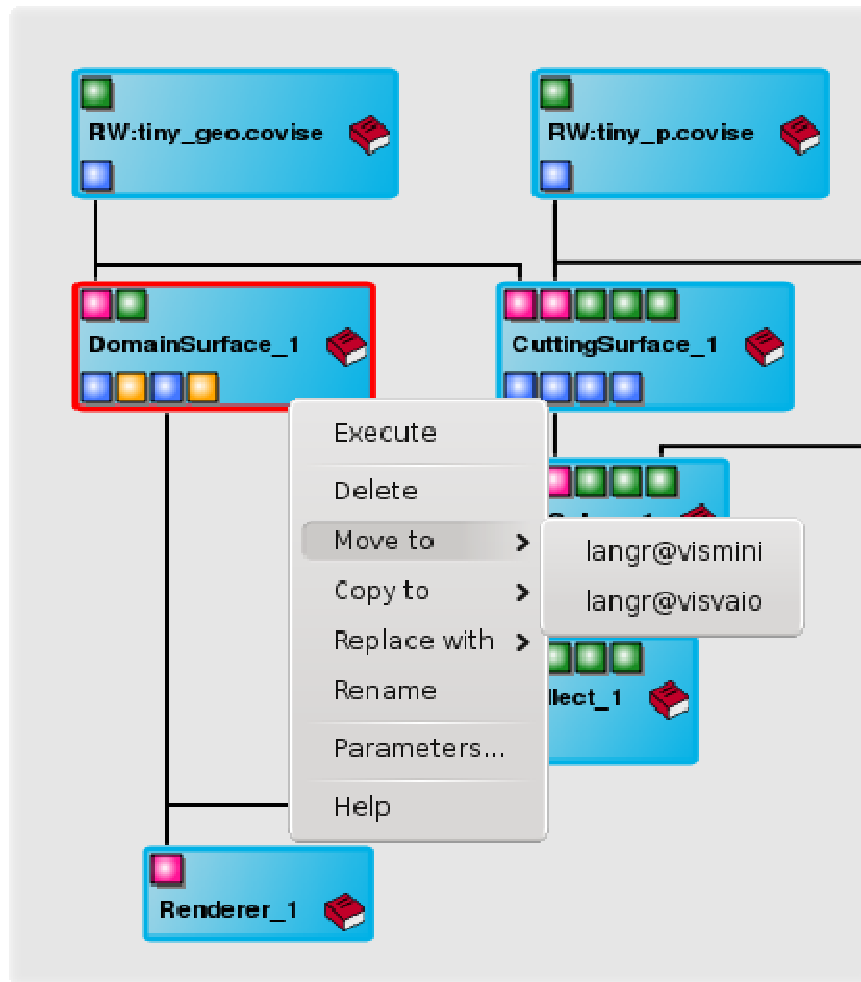 RW:tiny_geo.covise
RW:tiny_p.covise
DomainSurface_1
CuttingSurface_1
Execute
Delete
Move to
langr@vismini
langr@visvaio
Copy to
Replace with
Rename
llect_1
Parameters...
Help
Renderer_1